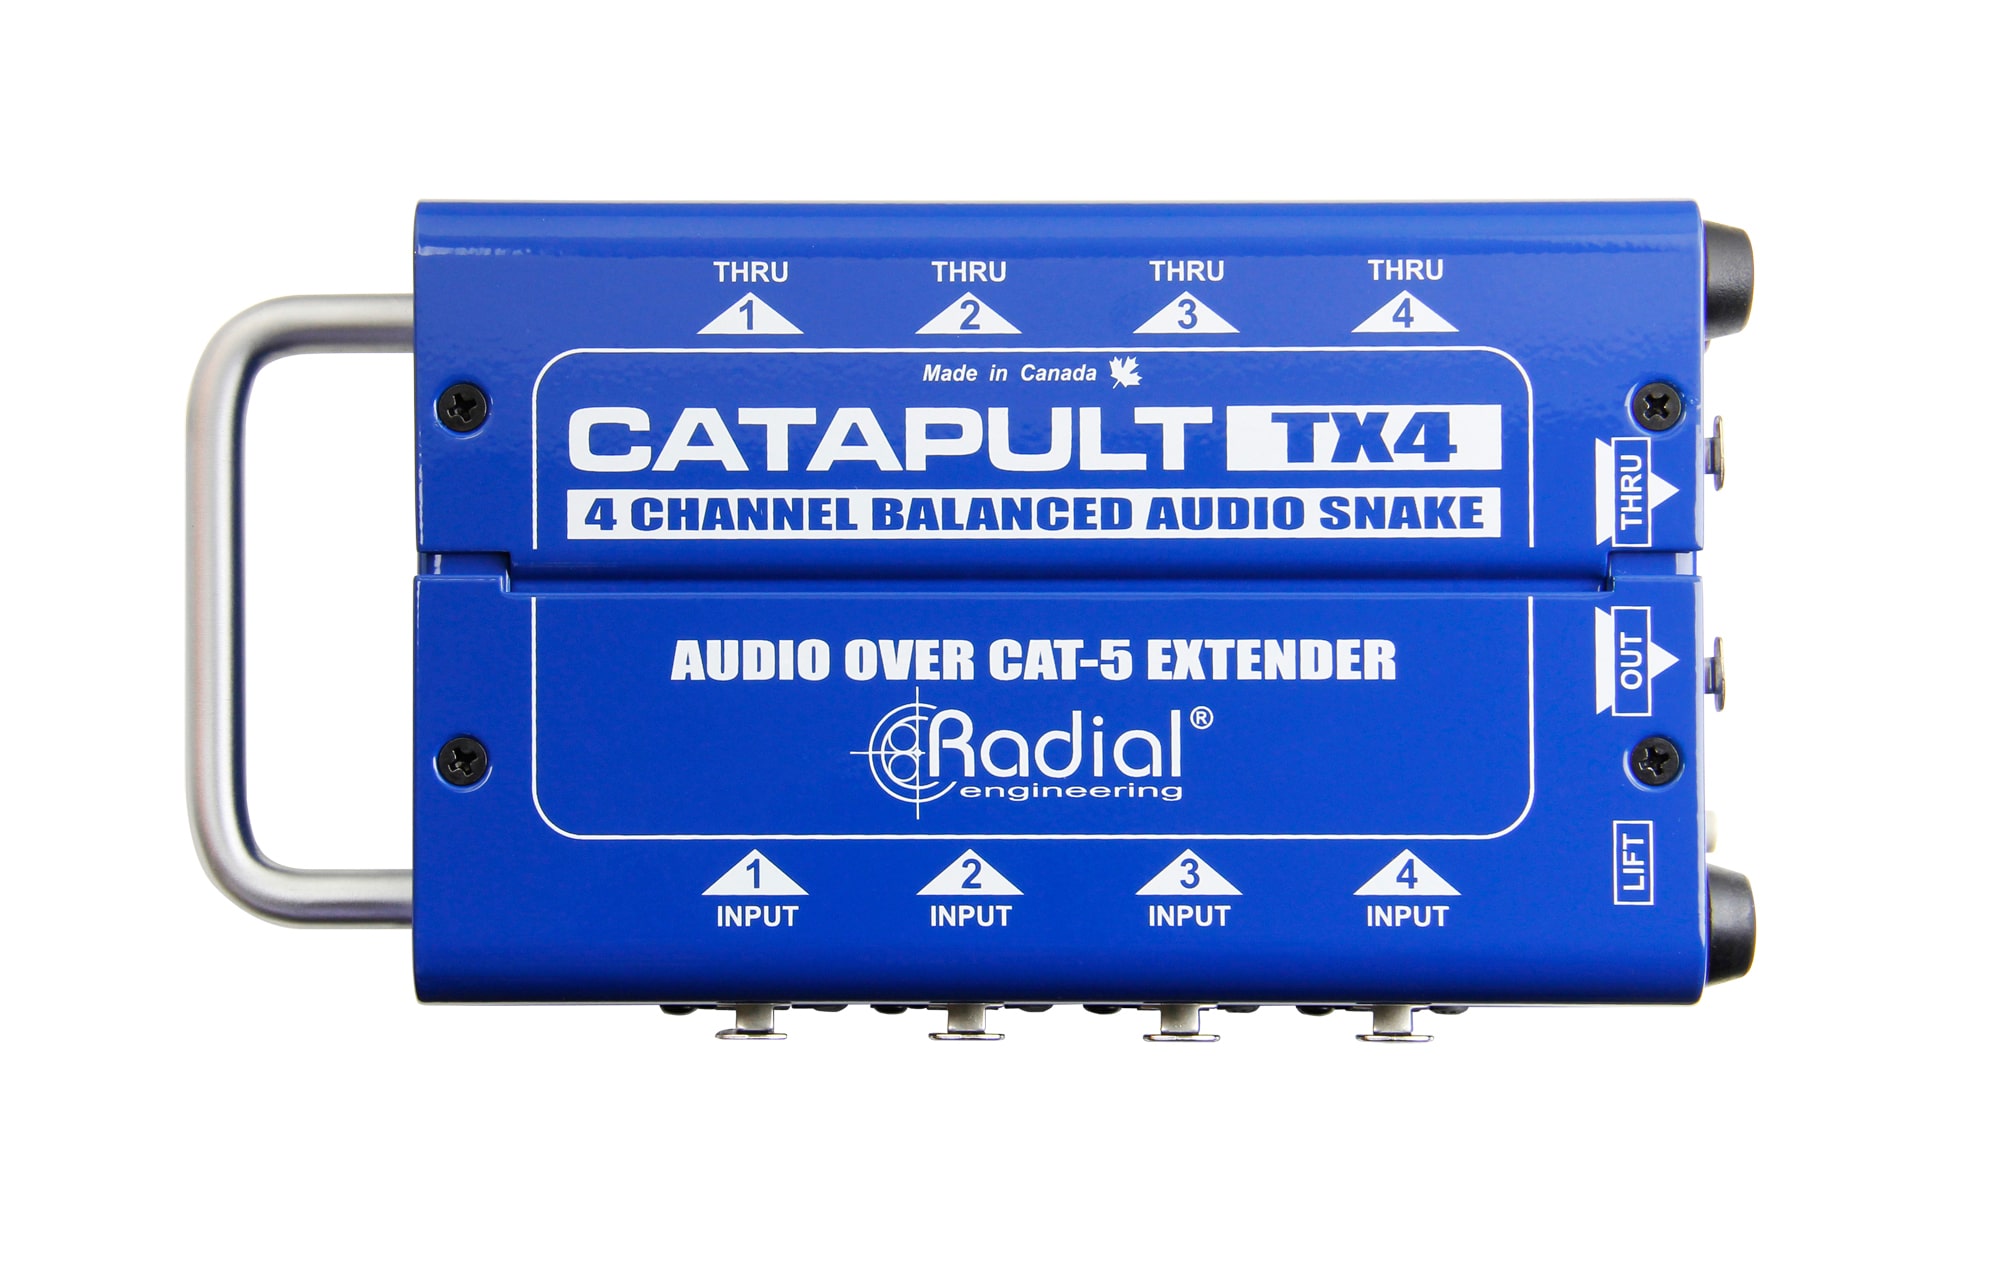 THRU THRU THRU THRU
1 2 3 4
Made in Canada
CATAPULT TX4
4 CHANNEL BALANCED AUDIO SNAKE
THRU
OUT
AUDIO OVER CAT-5 EXTENDER
Radial®
engineering
LIFT
1 2 3 4
INPUT INPUT INPUT INPUT